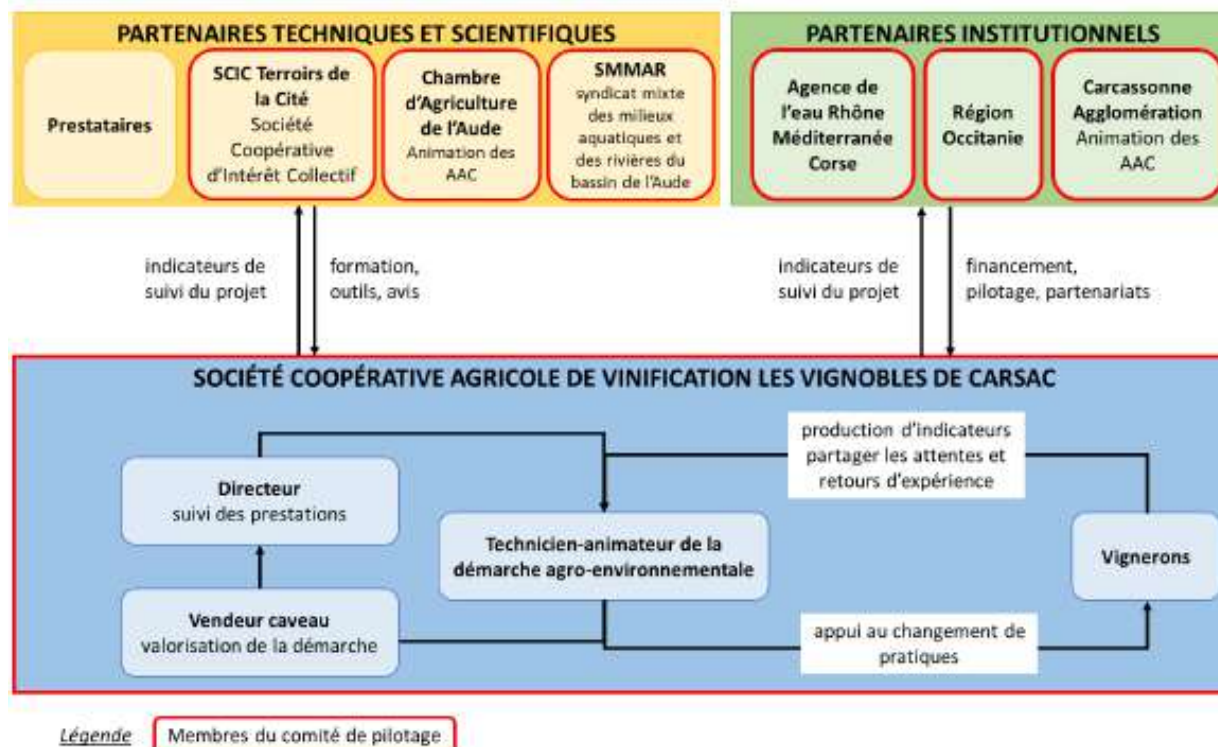 PARTENAIRES TECHNIQUES ET SCIENTIFIQUES
Prestataires
SCIC Terroirs de
la Cité
Société
Coopérative
d'Intérêt Collectif
Chambre
d'Agriculture
de l'Aude
Animation des
AAC
SMMAR
syndicat mixte
des milieux
aquatiques et
des rivières du
bassin de l'Aude
PARTENAIRES INSTITUTIONNELS
Agence de
l'eau Rhône
Méditerranée
Corse
Région
Occitanie
Carcassonne
Agglomération
Animation des
AAC
indicateurs de
suivi du projet
formation,
outils, avis
indicateurs de
suivi du projet
financement,
pilotage, partenariats
SOCIÉTÉ COOPÉRATIVE AGRICOLE DE VINIFICATION LES VIGNOBLES DE CARSAC
production d'indicateurs
partager les attentes et
retours d'expérience
Directeur
suivi des prestations
Technicien-animateur de la
démarche agro-environnementale
Vignerons
Vendeur caveau
valorisation de la démarche
appui au changement de
pratiques
Légende
Membres du comité de pilotage